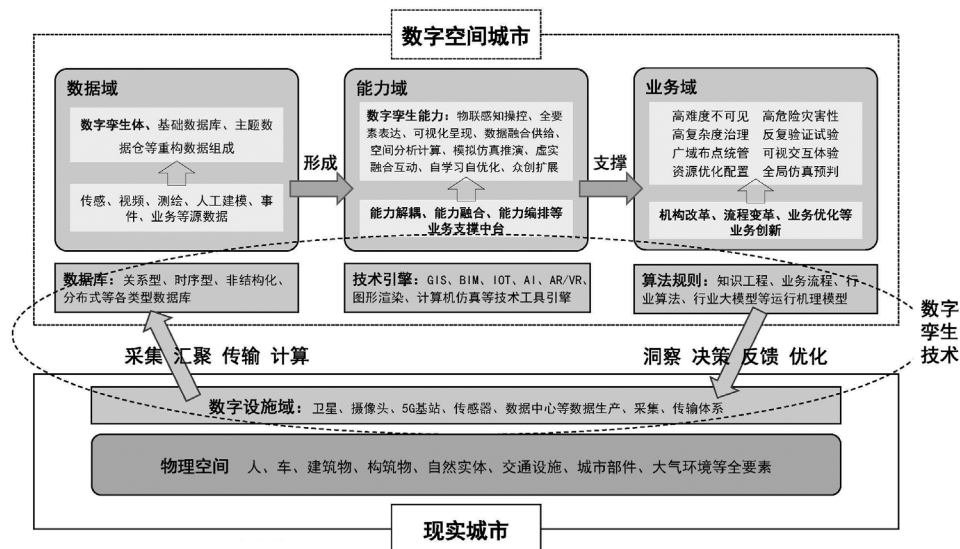 数字空间城市
数据域
数字孪生体、基础数据库、主题数
据仓等重构数据组成
传感、视频、测绘、人工建模、事
件、业务等源数据
形成
能力域
数字孪生能力：物联感知操控、全要
素表达、可视化呈现、数据融合供给、
空间分析计算、模拟仿真推演、虚实
融合互动、自学习自优化、众创扩展
能力解耦、能力融合、能力编排等
业务支撑中台
支撑
业务域
高难度不可见 高危险灾害性
高复杂度治理 反复验证试验
广域布点统管 可视交互体验
资源优化配置 全局仿真预判
机构改革、流程变革、业务优化等
业务创新
数据库：关系型、时序型、非结构化、
分布式等各类型数据库
技术引擎：GIS、BIM、IOT、AI、AR/VR、
图形渲染、计算机仿真等技术工具引擎
算法规则：知识工程、业务流程、行
业算法、行业大模型等运行机理模型
数字
孪生
技术
采集 汇聚 传输 计算
洞察 决策 反馈 优化
数字设施域：卫星、摄像头、5G基站、传感器、数据中心等数据生产、采集、传输体系
物理空间 人、车、建筑物、构筑物、自然实体、交通设施、城市部件、大气环境等全要素
现实城市